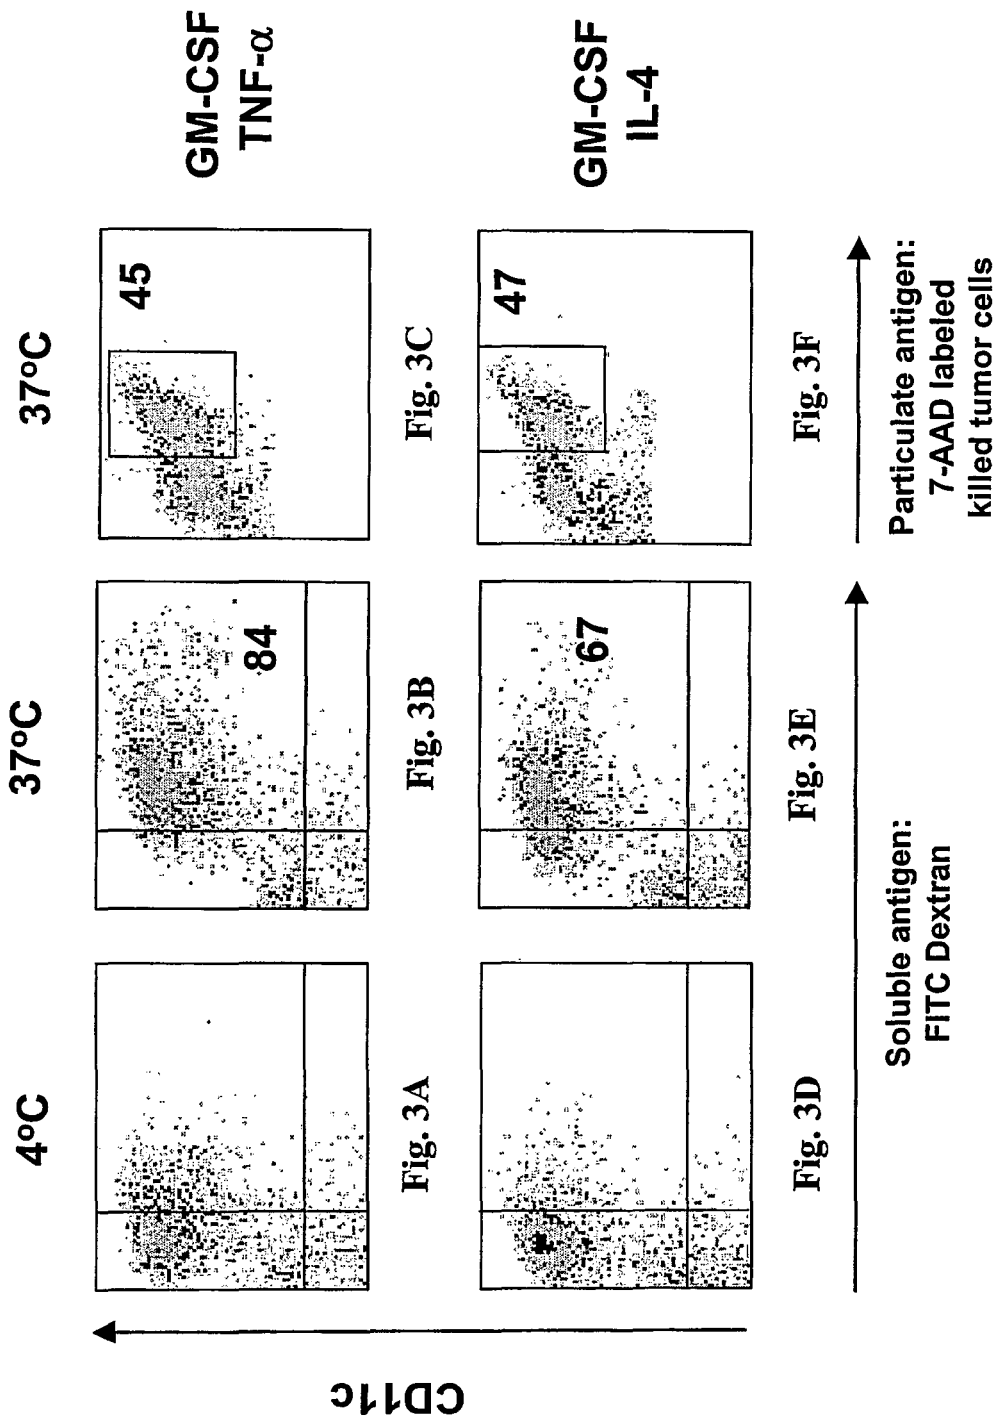 4°C
37°C
37°C
CD11c
GM-CSF
TNF-α
84
45
Fig. 3A
Fig. 3B
Fig. 3C
GM-CSF
IL-4
67
47
Fig. 3D
Fig. 3E
Fig. 3F
Soluble antigen:
FITC Dextran
Particulate antigen:
7-AAD labeled
killed tumor cells